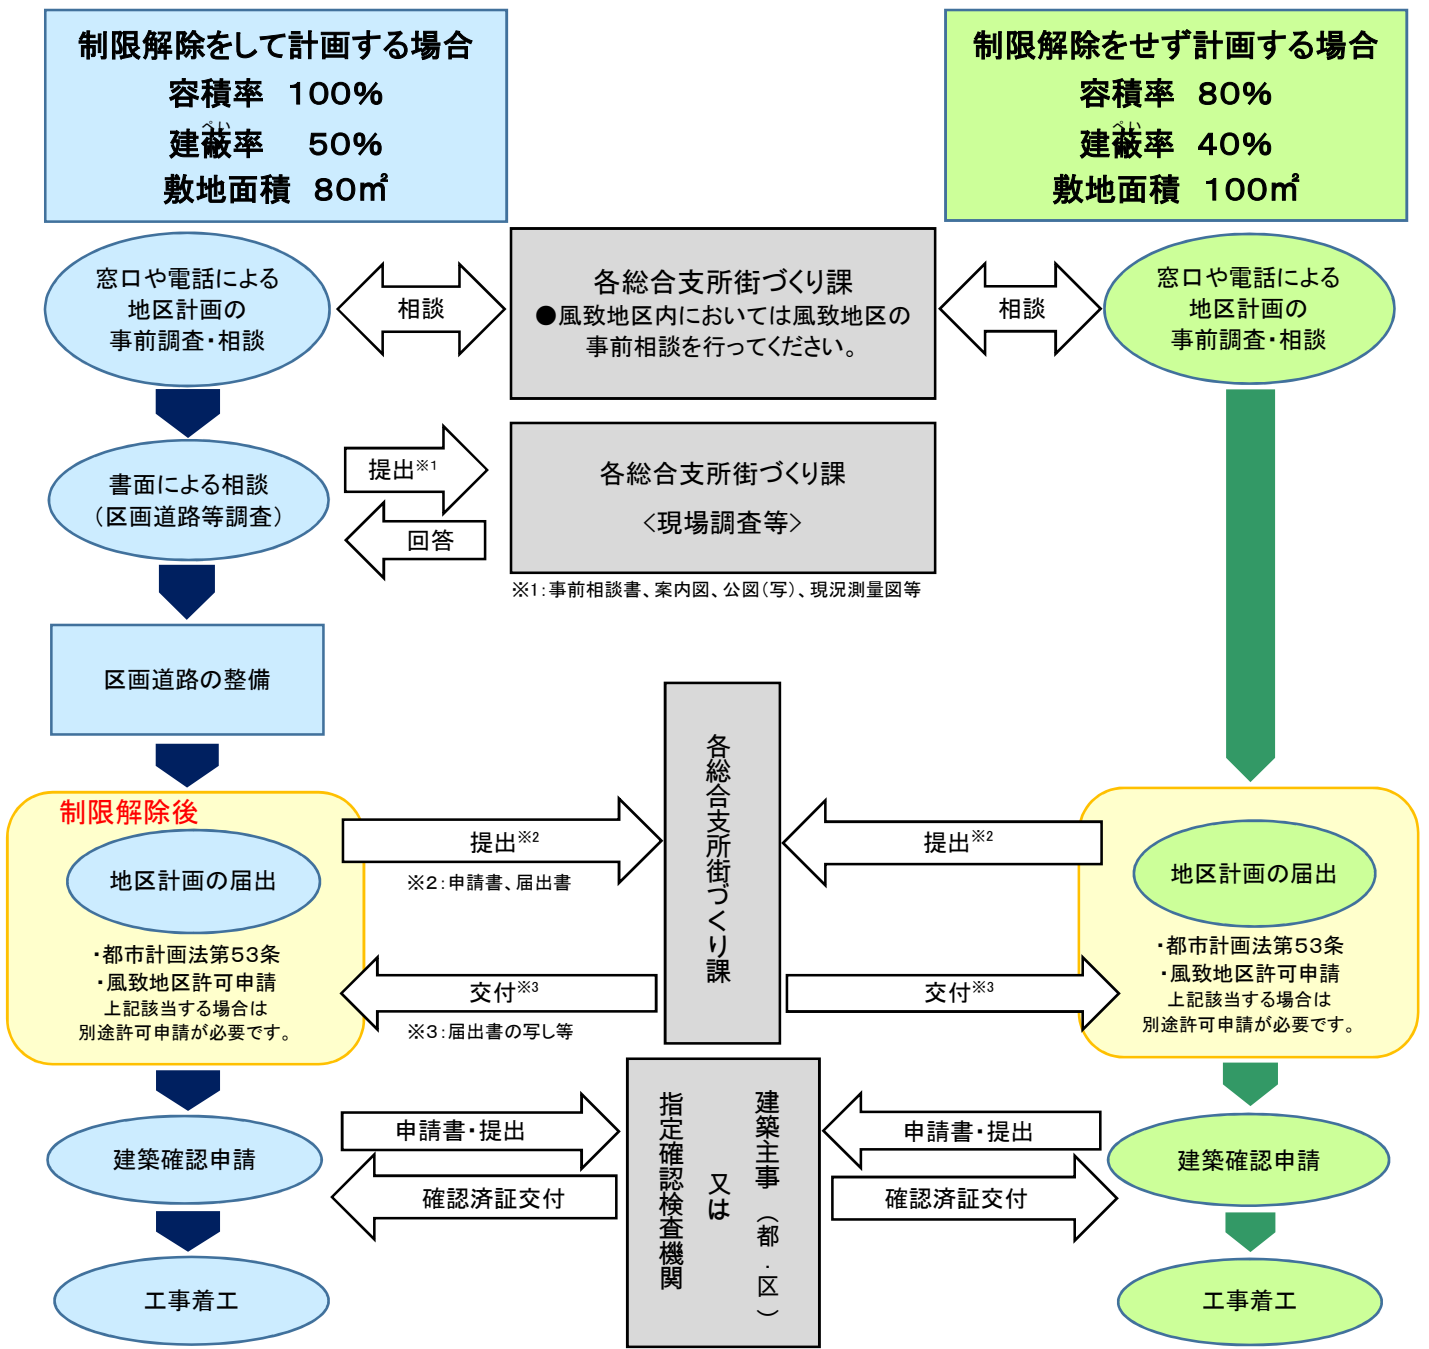 制限解除をして計画する場合
容積率 100%
建蔽率 50%
ぺい
敷地面積 80㎡
制限解除をせず計画する場合
容積率 80%
建蔽率 40%
ぺい
敷地面積 100㎡
窓口や電話による
地区計画の
事前調査・相談
相談
各総合支所街づくり課
●風致地区内においては風致地区の
事前相談を行ってください。
相談
窓口や電話による
地区計画の
事前調査・相談
書面による相談
（区画道路等調査）
提出※1
回答
各総合支所街づくり課
＜現場調査等＞
※1：事前相談書、案内図、公図（写）、現況測量図等
区画道路の整備
制限解除後
地区計画の届出
・都市計画法第53条
・風致地区許可申請
上記該当する場合は
別途許可申請が必要です。
提出※2
※2：申請書、届出書
交付※3
※3：届出書の写し等
各総合支所街づくり課
提出※2
交付※3
地区計画の届出
・都市計画法第53条
・風致地区許可申請
上記該当する場合は
別途許可申請が必要です。
建築確認申請
申請書・提出
確認済証交付
建築主事（都・区）
又は
指定確認検査機関
申請書・提出
確認済証交付
建築確認申請
工事着工
工事着工